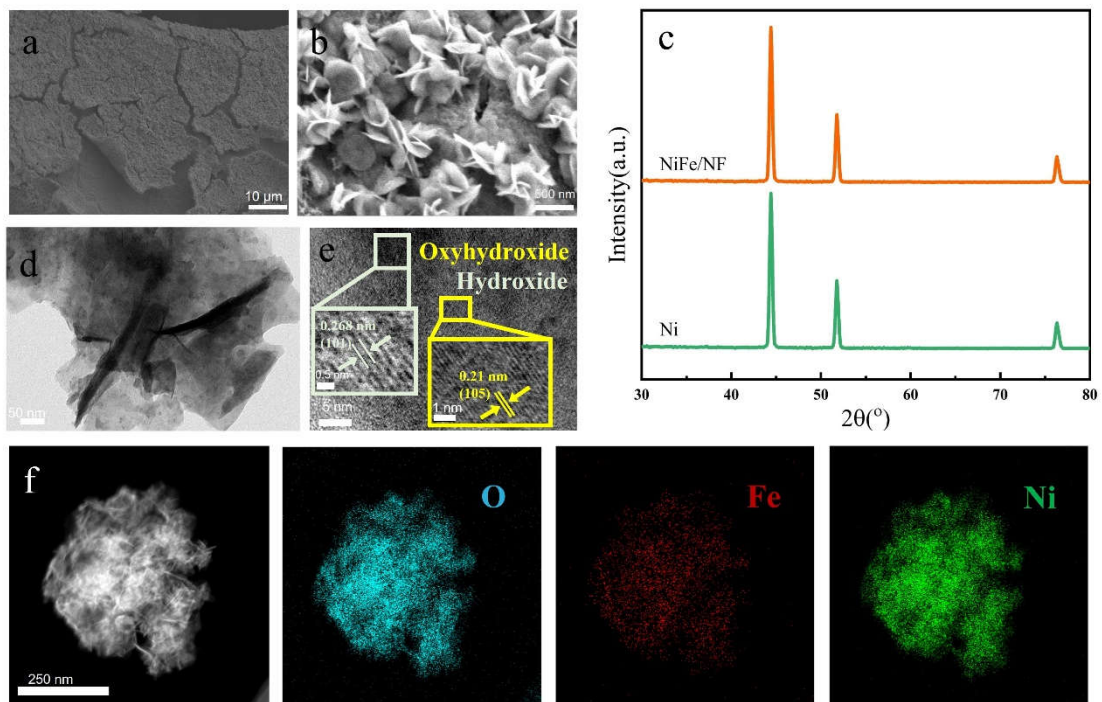 a
10 μm
b
500 nm
c
NiFe/NF
Ni
Intensity(a.u.)
30 40 50 60 70 80
2θ(°)
d
50 nm
e
Oxyhydroxide
Hydroxide
0.268 nm
(101)
0.5 nm
5 nm
0.21 nm
(105)
1 nm
f
250 nm
O
Fe
Ni